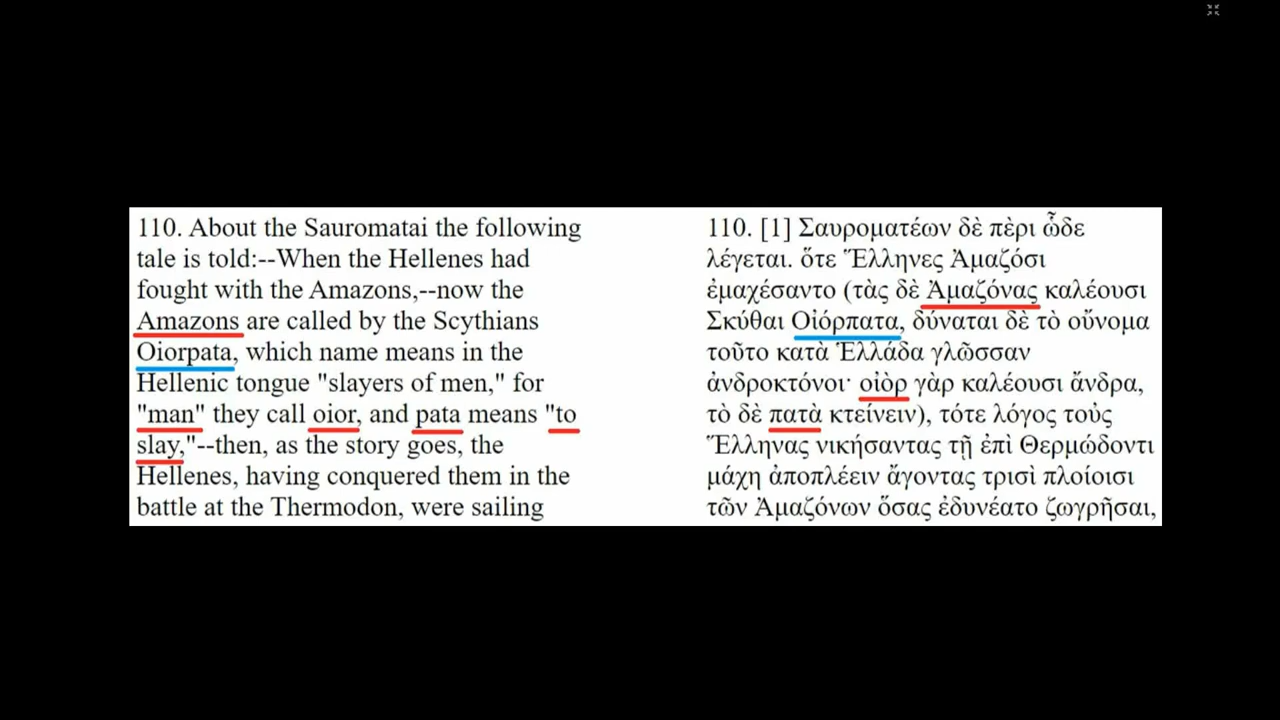 110. About the Sauromatai the following
tale is told:--When the Hellenes had
fought with the Amazons,--now the
Amazons are called by the Scythians
Oiorpata, which name means in the
Hellenic tongue "slayers of men," for
"man" they call oior, and pata means "to
slay,"--then, as the story goes, the
Hellenes, having conquered them in the
battle at the Thermodon, were sailing
110. [1] Σαυροματέων δὲ πὲρι ὧδε
λέγεται. ὅτε Ἕλληνες Ἀμαζόσι
ἐμαχέσαντο (τὰς δὲ Ἀμαζόνας καλέουσι
Σκύθαι Οἰόρπατα, δύναται δὲ τὸ οὔνομα
τοῦτο κατὰ Ἑλλάδα γλῶσσαν
ἀνδροκτόνοι· οἰὸρ γὰρ καλέουσι ἄνδρα,
τὸ δὲ πατὰ κτείνειν), τότε λόγος τοὺς
Ἕλληνας νικήσαντας τῇ ἐπὶ Θερμώδοντι
μάχη ἀποπλέειν ἄγοντας τρισὶ πλοίοισι
τῶν Ἀμαζόνων ὅσας ἐδυνέατο ζωγρῆσαι,